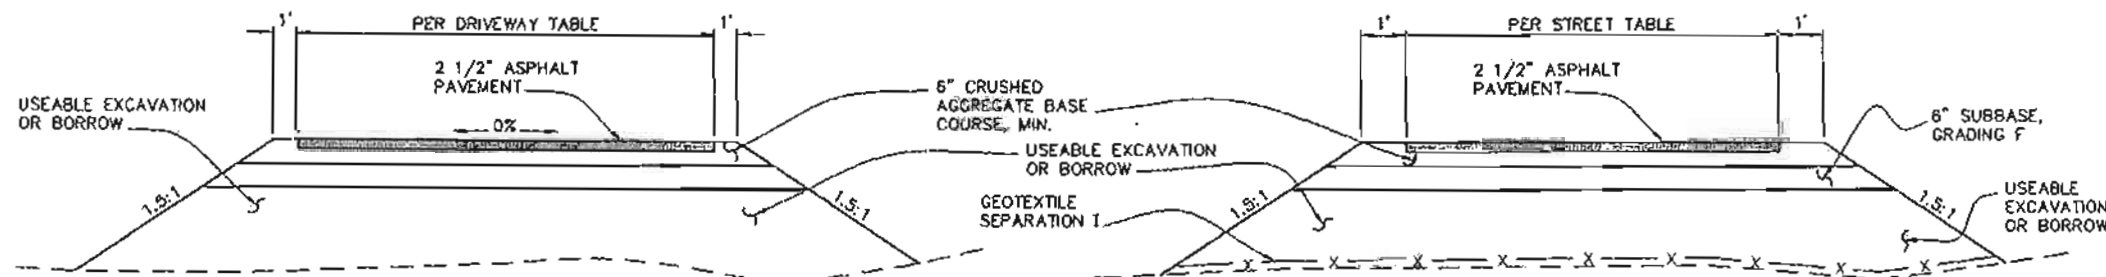 1'
PER DRIVEWAY TABLE
1'
2 1/2" ASPHALT
PAVEMENT
USEABLE EXCAVATION
OR BORROW
0%
1.5:1
1.5:1
6" CRUSHED
AGGREGATE BASE
COURSE, MIN.
USEABLE EXCAVATION
OR BORROW
GEOTEXTILE
SEPARATION I
1'
PER STREET TABLE
1'
2 1/2" ASPHALT
PAVEMENT
6" SUBBASE,
GRADING F
1.5:1
1.5:1
USEABLE
EXCAVATION
OR BORROW
X X X X X X X X X